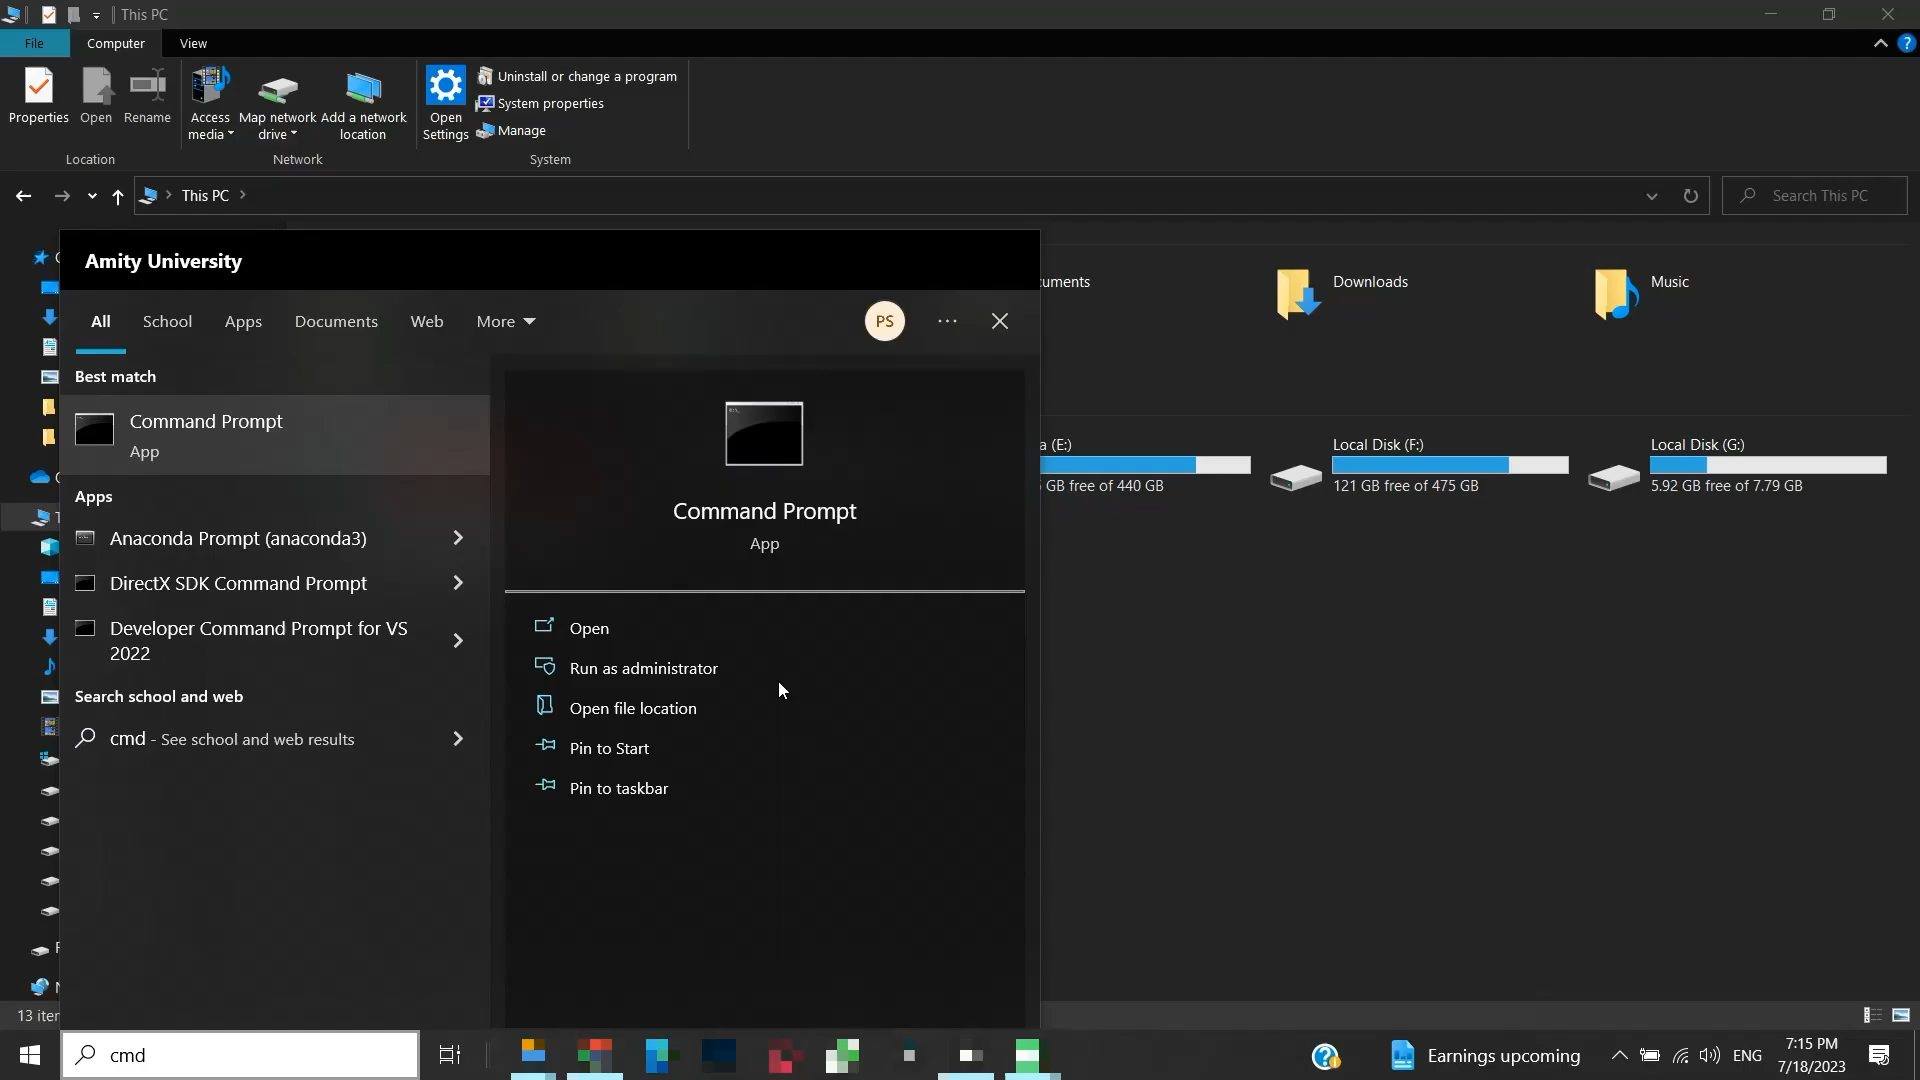 This PC
File
Computer
View
Properties
Open
Rename
Access
media
Map network
drive
Add a network
location
Open
Settings
Uninstall or change a program
System properties
Manage
Location
Network
System
This PC
Search This PC
Amity University
All
School
Apps
Documents
Web
More
PS
Best match
Command Prompt
App
Apps
Anaconda Prompt (anaconda3)
DirectX SDK Command Prompt
Developer Command Prompt for VS
2022
Search school and web
cmd - See school and web results
Command Prompt
App
Open
Run as administrator
Open file location
Pin to Start
Pin to taskbar
cuments
Downloads
Music
a (E:)
GB free of 440 GB
Local Disk (F:)
121 GB free of 475 GB
Local Disk (G:)
5.92 GB free of 7.79 GB
13 iter
cmd
Earnings upcoming
ENG
7:15 PM
7/18/2023